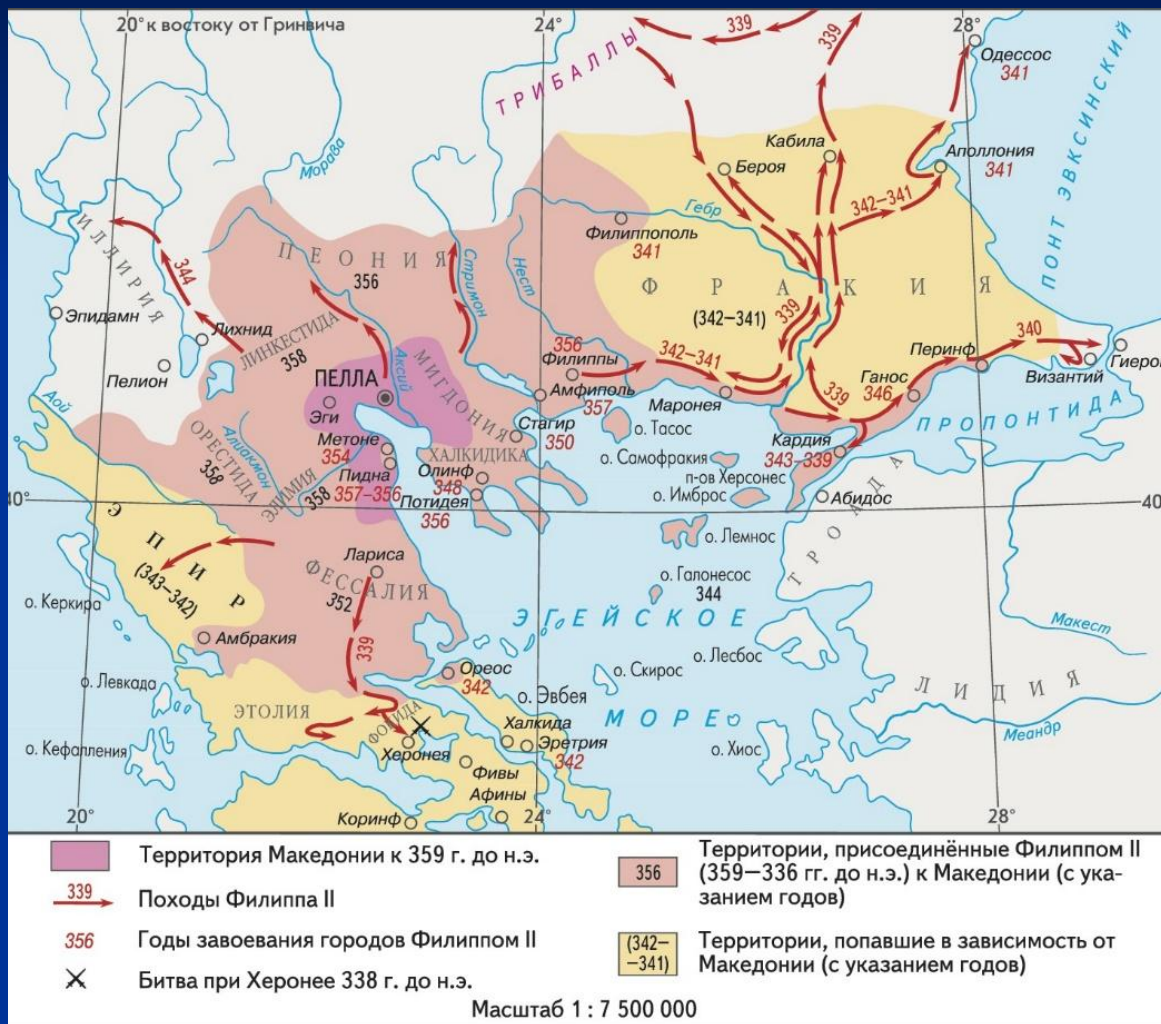 20° к востоку от Гринвича
24°
28°
339
339
Одессос
341
ТРИБАЛЛЫ
Морава
Кабила
Бероя
Аполлония
341
342–341
ПОНТ ЭВКСИНСКИЙ
Гебр
Филиппополь
341
ИЛЛИРИЯ
344
ПЕОНИЯ
356
Стримон
Нест
ФРАКИЯ
(342–341)
339
Эпидамн
Лихнид
ЛИНКЕСТИДА
358
Пелион
Аксий
МИГДОНИЯ
ПЕЛЛА
Эги
356
Филиппы
Амфиполь
357
342–341
Маронея
339
Перинф
340
Ганос
346
Византий
Гиерон
ПРОПОНТИДА
Аой
ОРЕСТИДА
358
Алиакмон
ЭЛИМИЯ
358
Метоне
354
Пидна
357–356
Стагир
350
ХАЛКИДИКА
Олинф
348
Потидея
356
о. Тасос
о. Самофракия
п-ов Херсонес
о. Имброс
Кардия
343–339
Абидос
40°
40
о. Лемнос
ТРОАДА
ЭПИР
(343–342)
Лариса
ФЕССАЛИЯ
352
о. Галонесос
344
о. Керкира
Амбракия
339
ЭГЕЙСКОЕ
МОРЕ
Макест
Ореос
342
о. Скирос
о. Лесбос
о. Левкада
ЭТОЛИЯ
о. Эвбея
ЛИДИЯ
Меандр
ФОКИДА
Халкида
Эретрия
342
о. Кефалления
Херонея
о. Хиос
Фивы
Афины
Коринф
20°
24°
28°
Территория Македонии к 359 г. до н.э.
339
Походы Филиппа II
356
Годы завоевания городов Филиппом II
Битва при Херонее 338 г. до н.э.
356
Территории, присоединённые Филиппом II
(359–336 гг. до н.э.) к Македонии (с ука-
занием годов)
(342–
–341)
Территории, попавшие в зависимость от
Македонии (с указанием годов)
Масштаб 1 : 7 500 000